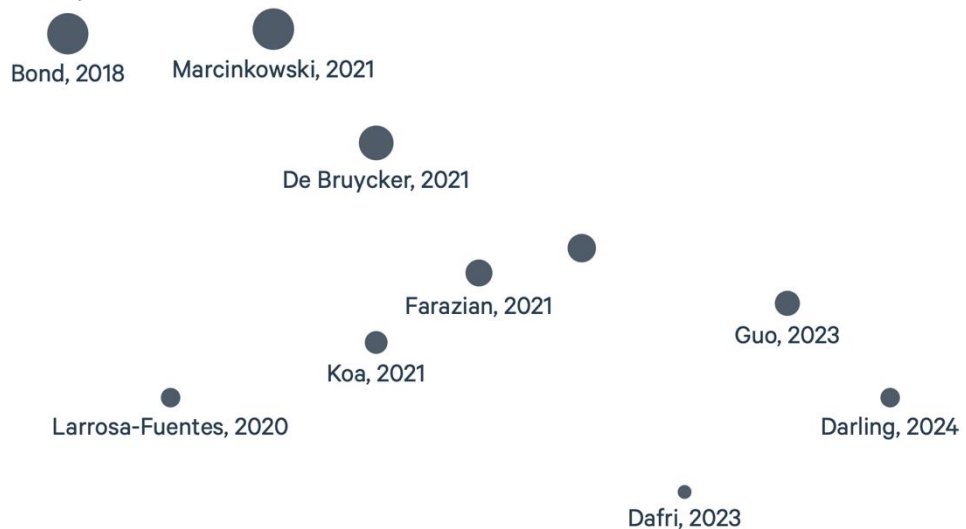 Bond, 2018
Marcinkowski, 2021
De Bruycker, 2021
Farazian, 2021
Guo, 2023
Koa, 2021
Larrosa-Fuentes, 2020
Darling, 2024
Dafri, 2023